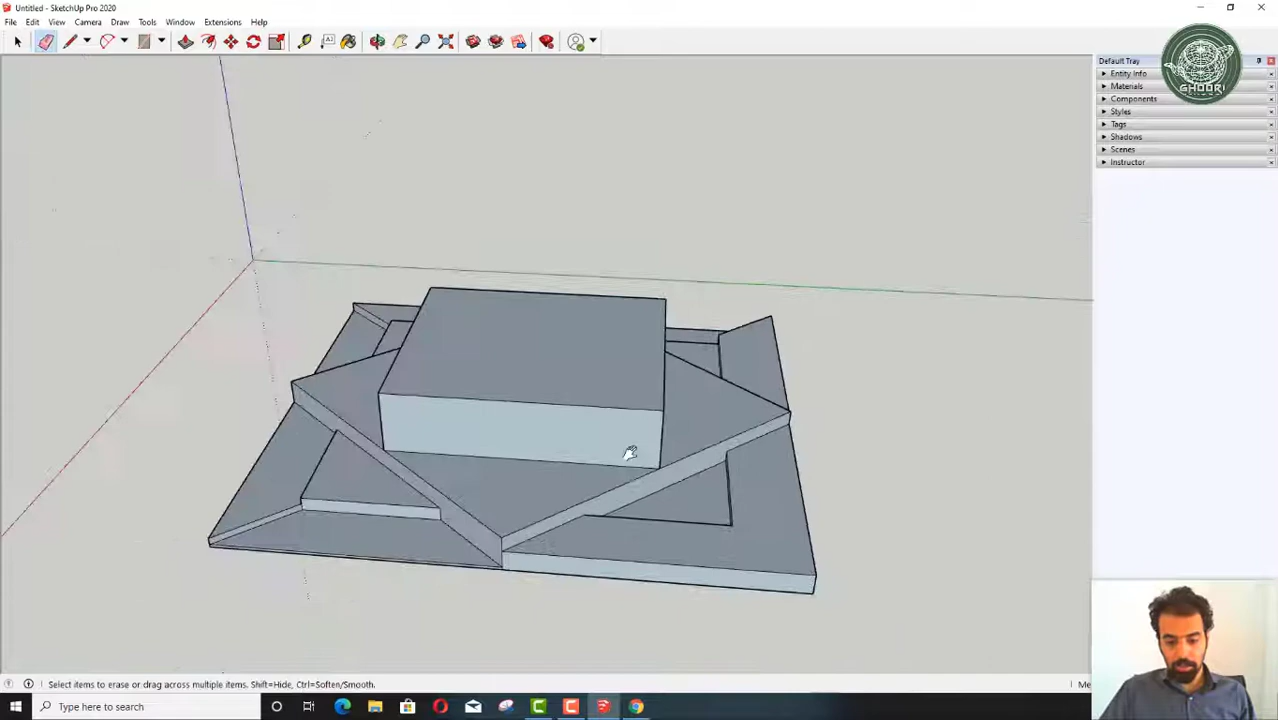 Untitled - SketchUp Pro 2020
File Edit View Camera Draw Tools Window Extensions Help
GHOORI
Default Tray
Entity Info
Materials
Components
Styles
Tags
Shadows
Scenes
Instructor
Select items to erase or drag across multiple items. Shift=Hide, Ctrl=Soften/Smooth.
Me
Type here to search